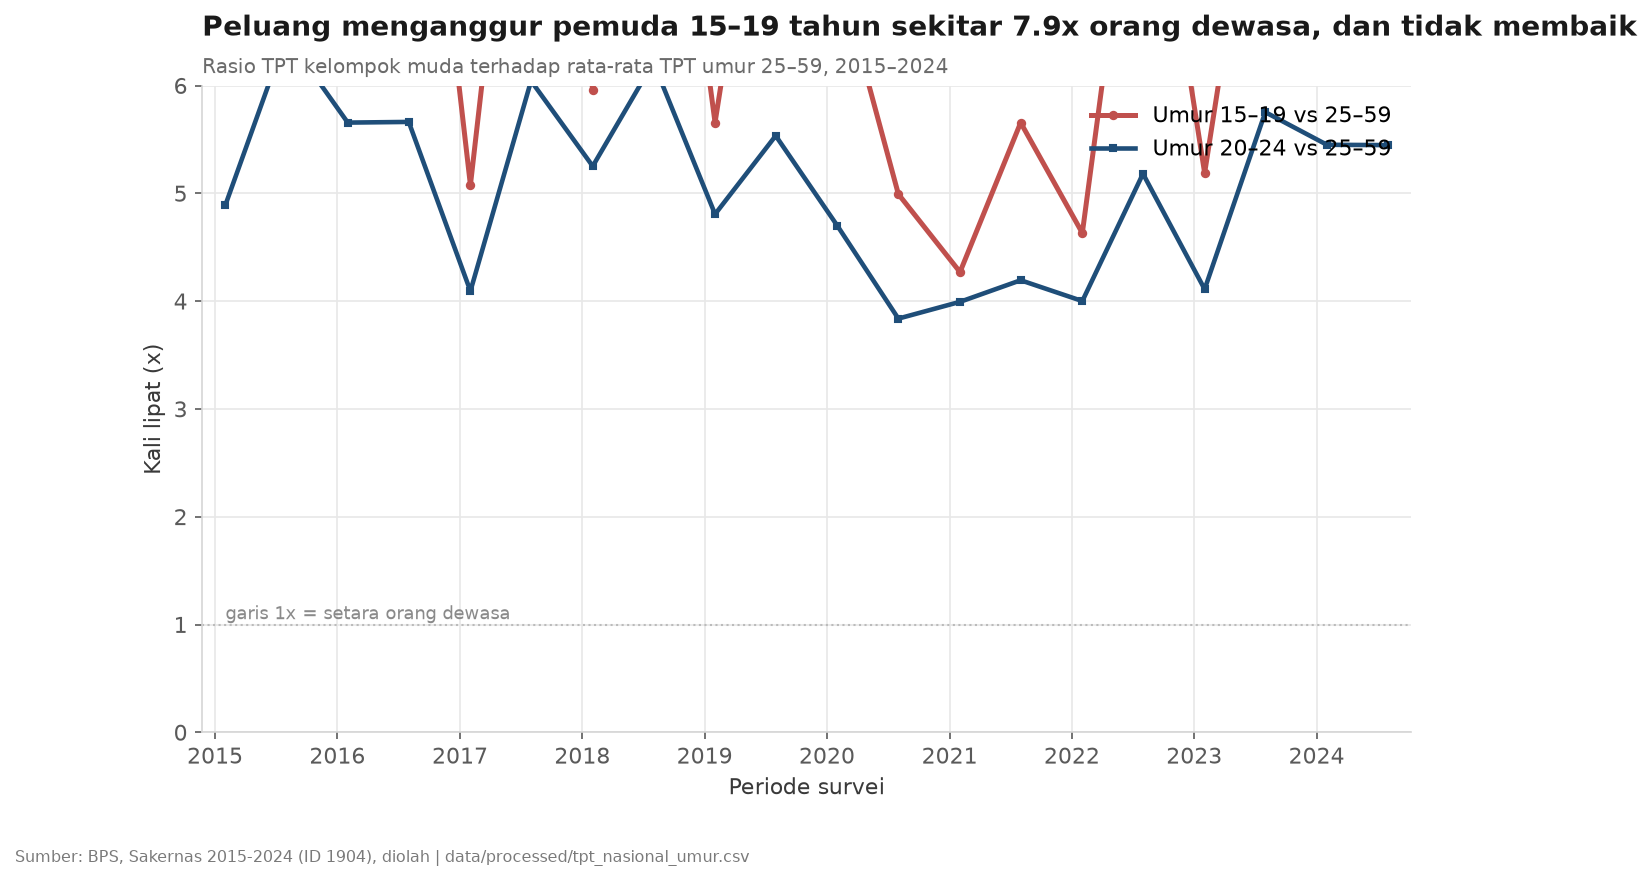 Peluang menganggur pemuda 15–19 tahun sekitar 7.9x orang dewasa, dan tidak membaik
Rasio TPT kelompok muda terhadap rata-rata TPT umur 25–59, 2015–2024
Umur 15–19 vs 25–59
Umur 20–24 vs 25–59
6
5
4
3
2
1
0
Kali lipat (x)
garis 1x = setara orang dewasa
2015 2016 2017 2018 2019 2020 2021 2022 2023 2024
Periode survei
Sumber: BPS, Sakernas 2015-2024 (ID 1904), diolah | data/processed/tpt_nasional_umur.csv